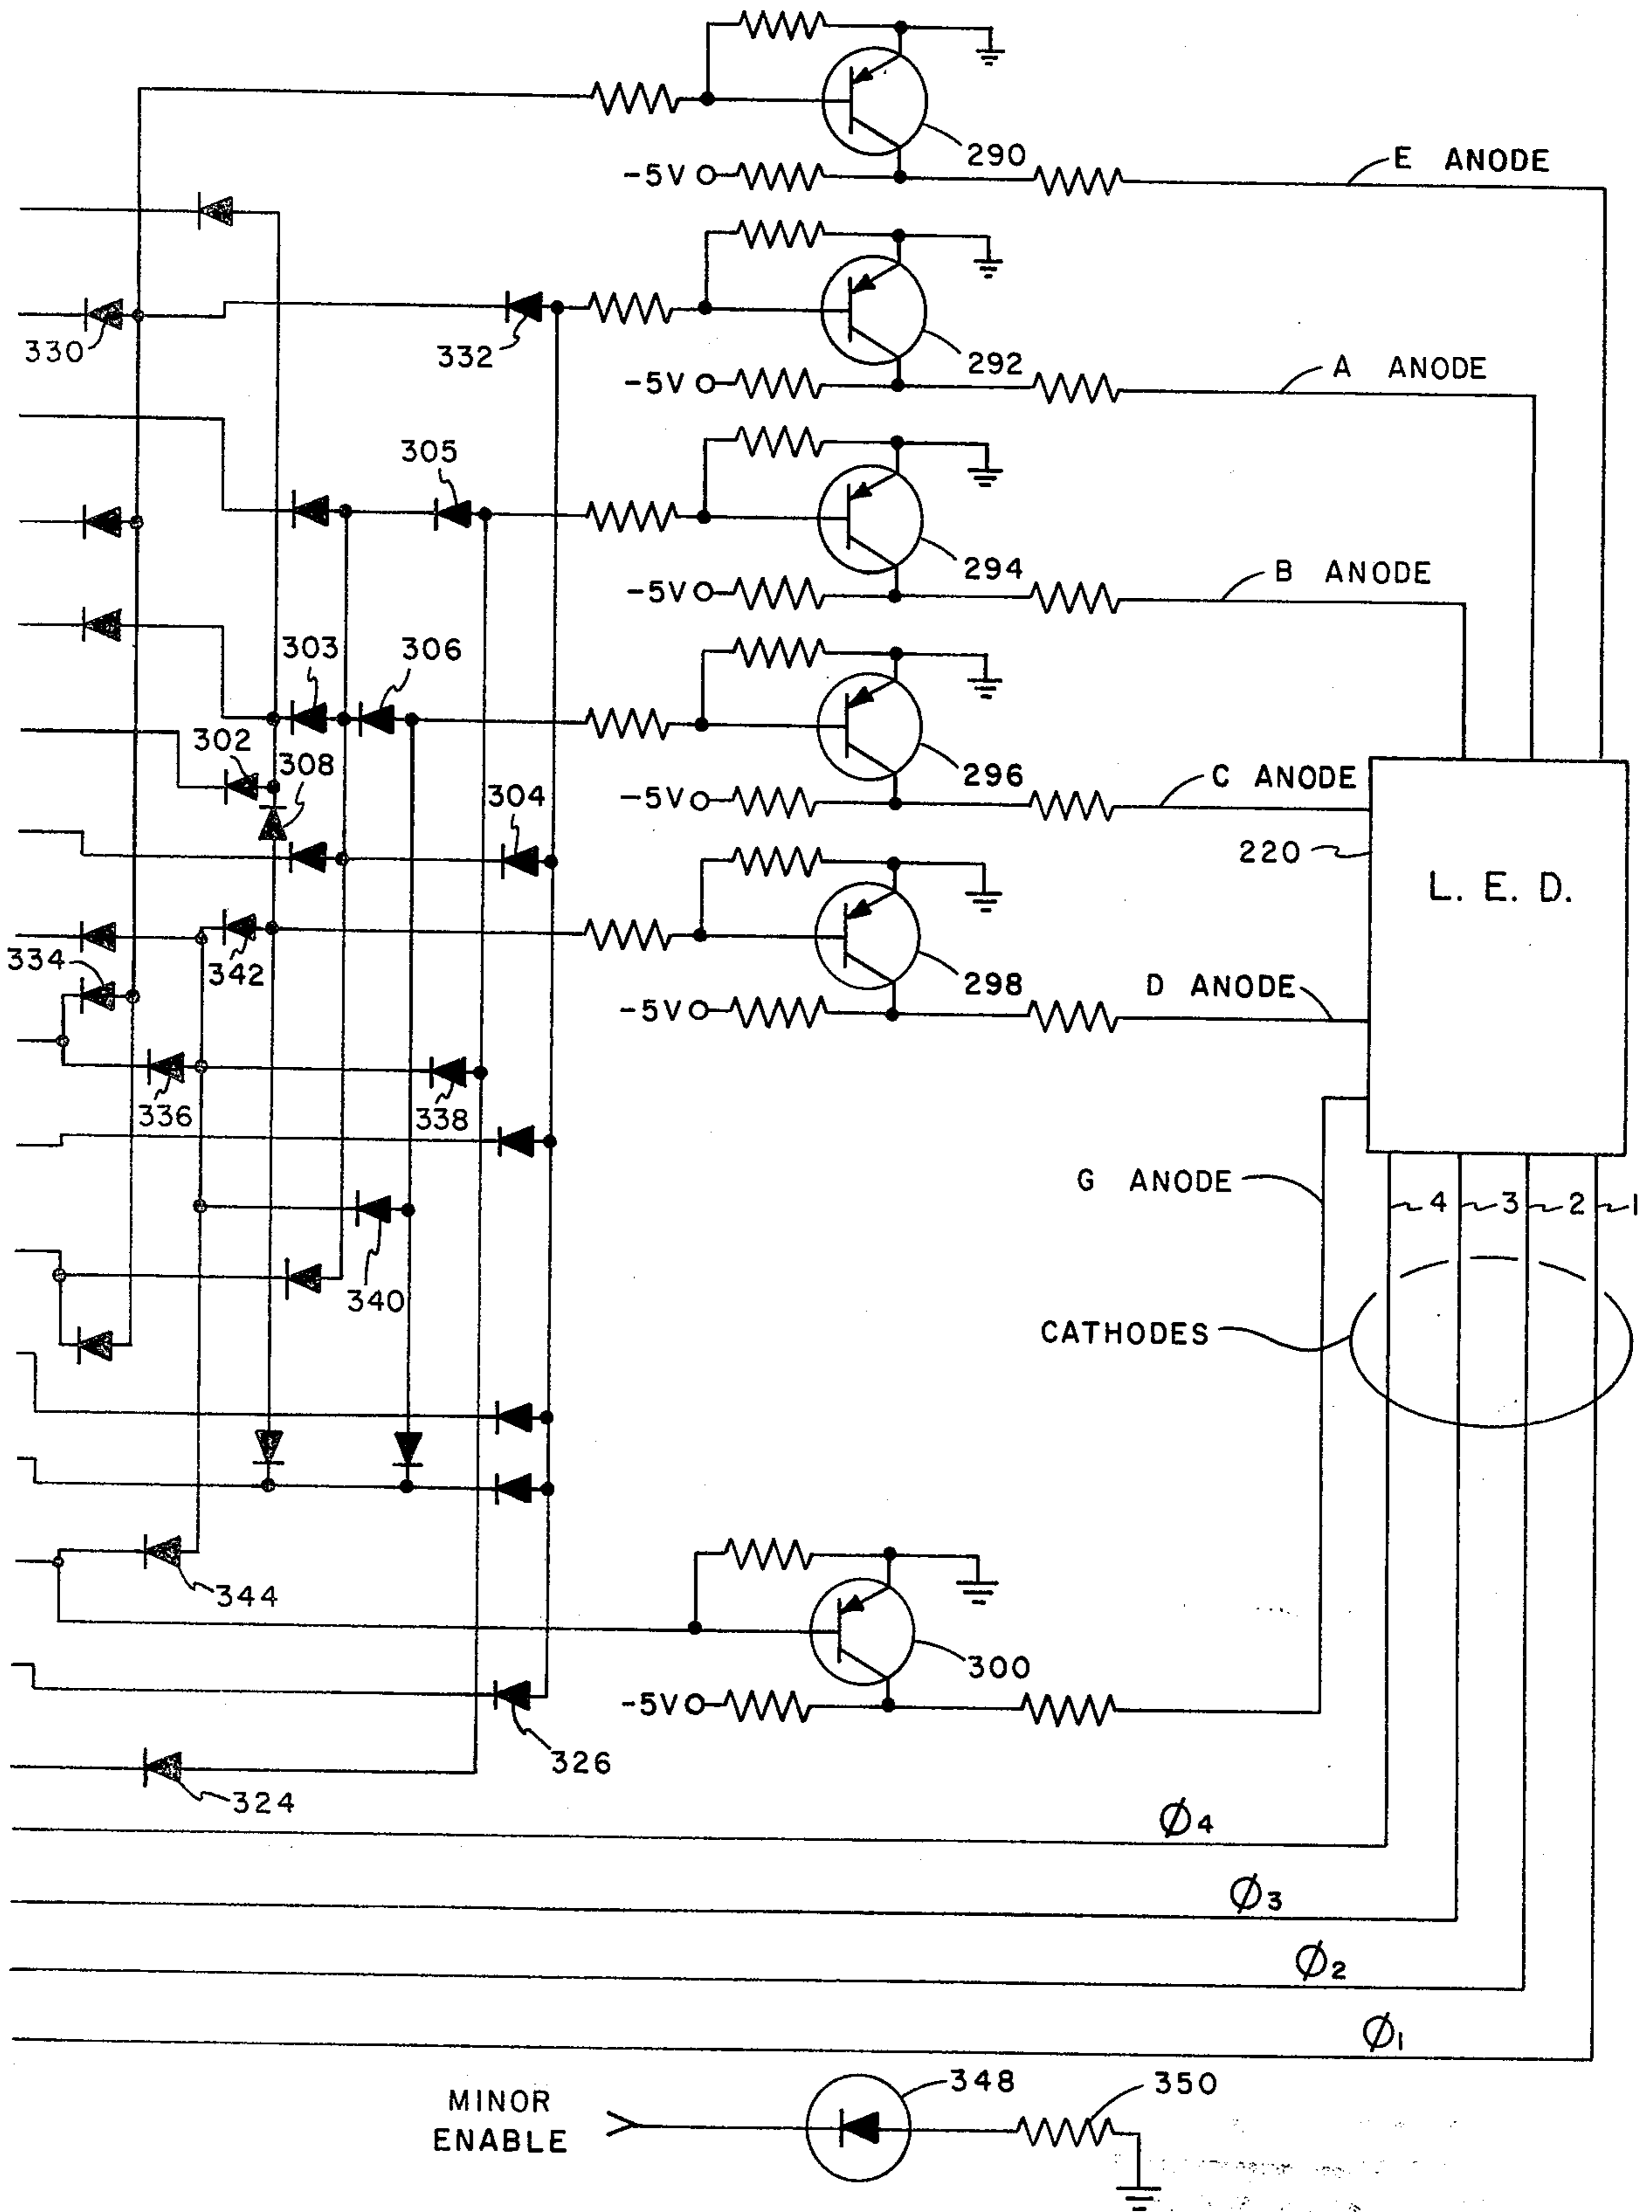 290
-5V
E ANODE
330
332
292
-5V
A ANODE
305
294
-5V
B ANODE
303
306
302
308
296
304
-5V
C ANODE
220
L. E. D.
334
342
298
-5V
D ANODE
336
338
G ANODE
4
3
2
1
340
CATHODES
344
300
-5V
326
324
Ø4
Ø3
Ø2
Ø1
MINOR
ENABLE
348
350